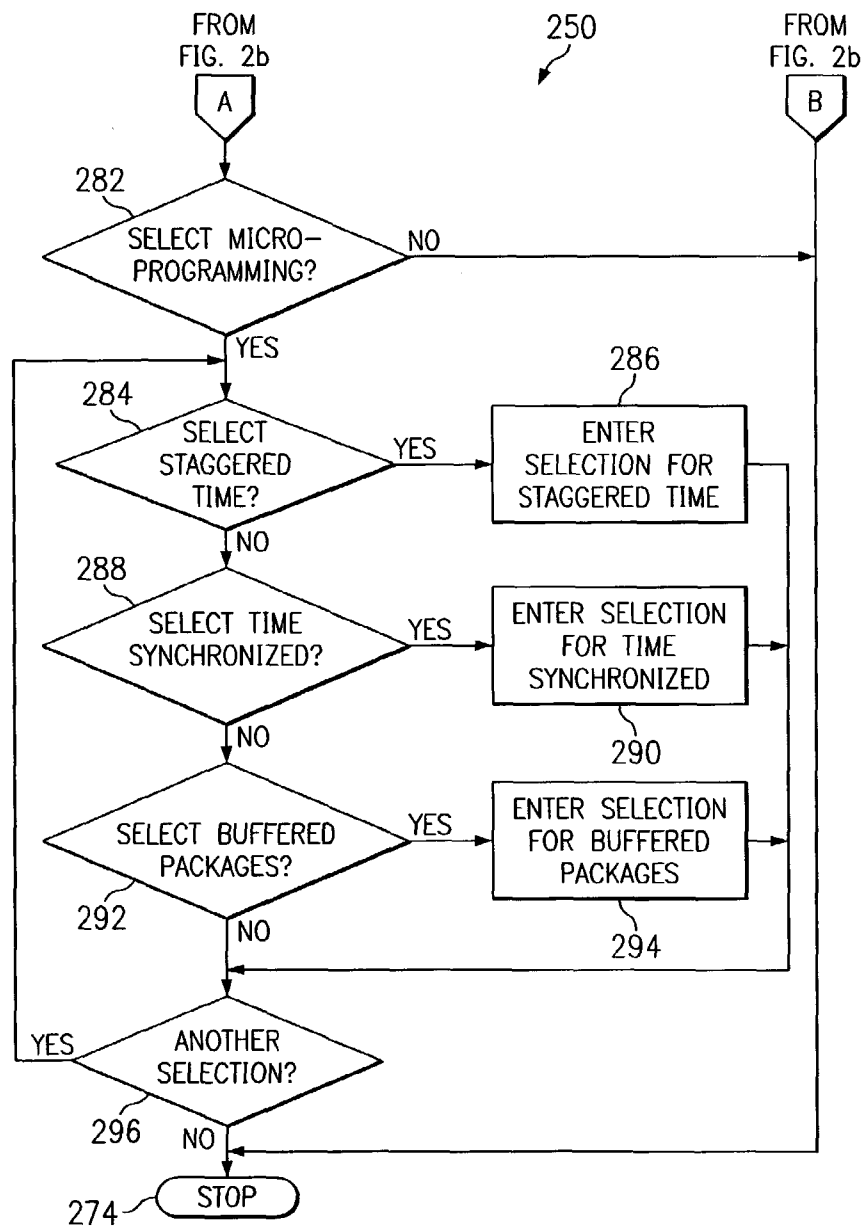 FROM
FIG. 2b
A
250
FROM
FIG. 2b
B
282
SELECT MICRO–
PROGRAMMING?
NO
YES
284
SELECT
STAGGERED
TIME?
YES
286
ENTER
SELECTION FOR
STAGGERED TIME
NO
288
SELECT TIME
SYNCHRONIZED?
YES
ENTER SELECTION
FOR TIME
SYNCHRONIZED
290
NO
SELECT BUFFERED
PACKAGES?
292
YES
ENTER SELECTION
FOR BUFFERED
PACKAGES
294
NO
YES
ANOTHER
SELECTION?
296
NO
STOP
274